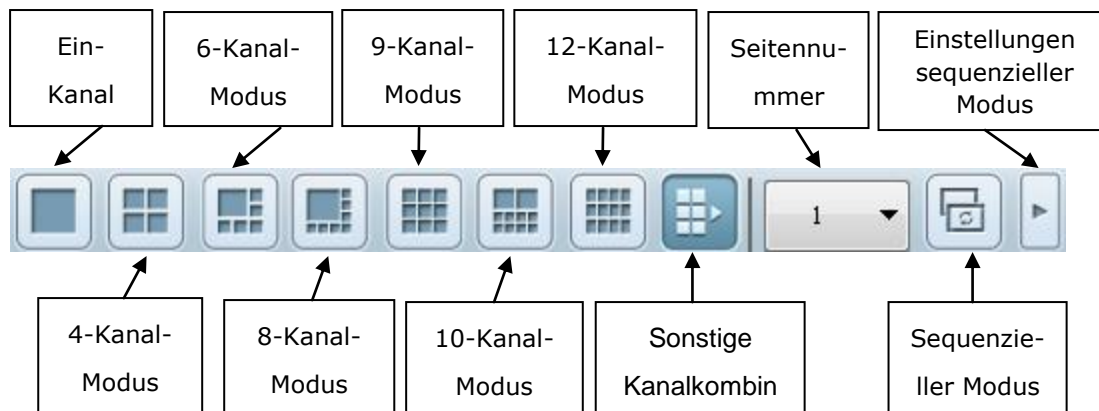 Ein-
Kanal
6-Kanal-
Modus
9-Kanal-
Modus
12-Kanal-
Modus
Seitennu-
mmer
Einstellungen
sequenzieller
Modus
1
4-Kanal-
Modus
8-Kanal-
Modus
10-Kanal-
Modus
Sonstige
Kanalkombin
Sequenzie-
ller Modus